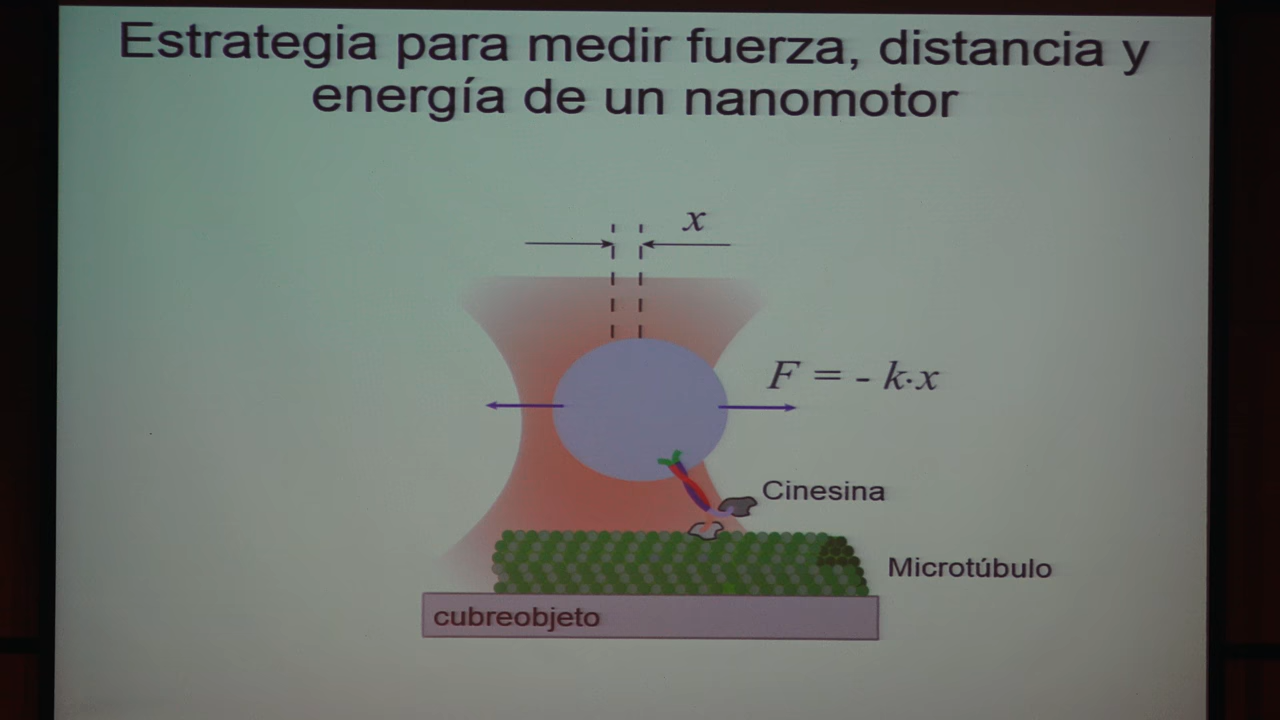 Estrategia para medir fuerza, distancia y
energía de un nanomotor
x
F = - k·x
Cinesina
Microtúbulo
cubreobjeto